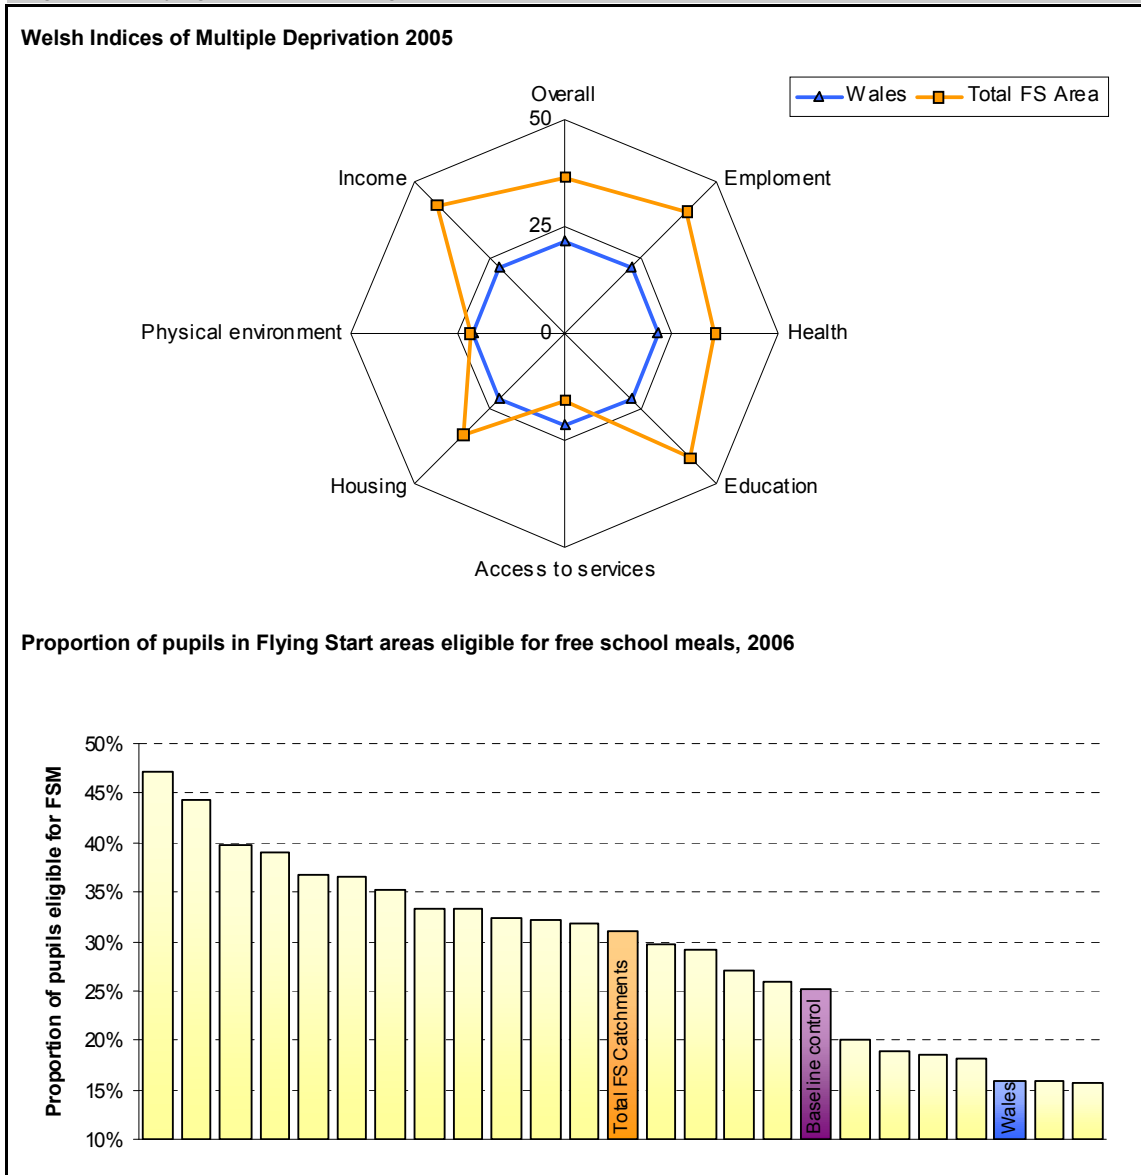 Welsh Indices of Multiple Deprivation 2005
Wales
Total FS Area
Overall
50
Income
Emploment
25
Physical environment
0
Health
Housing
Education
Access to services
Proportion of pupils in Flying Start areas eligible for free school meals, 2006
Proportion of pupils eligible for FSM
50%
45%
40%
35%
30%
25%
20%
15%
10%
Total FS Catchments
Baseline control
Wales